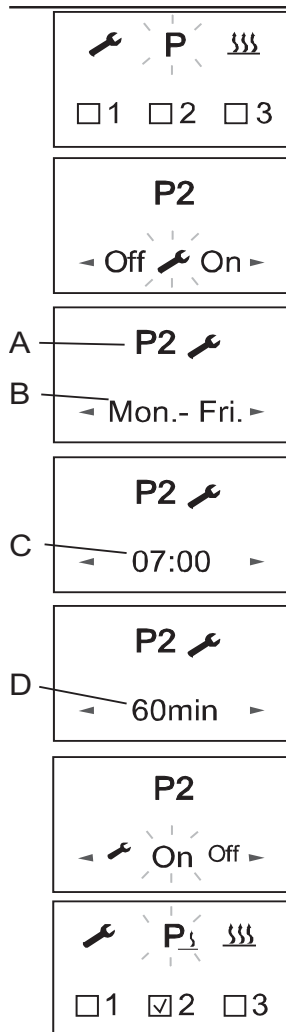 P
1 2 3
P2
Off On
A P2
B Mon.- Fri.
P2
C 07:00
P2
D 60min
P2
On Off
P
1 2 3